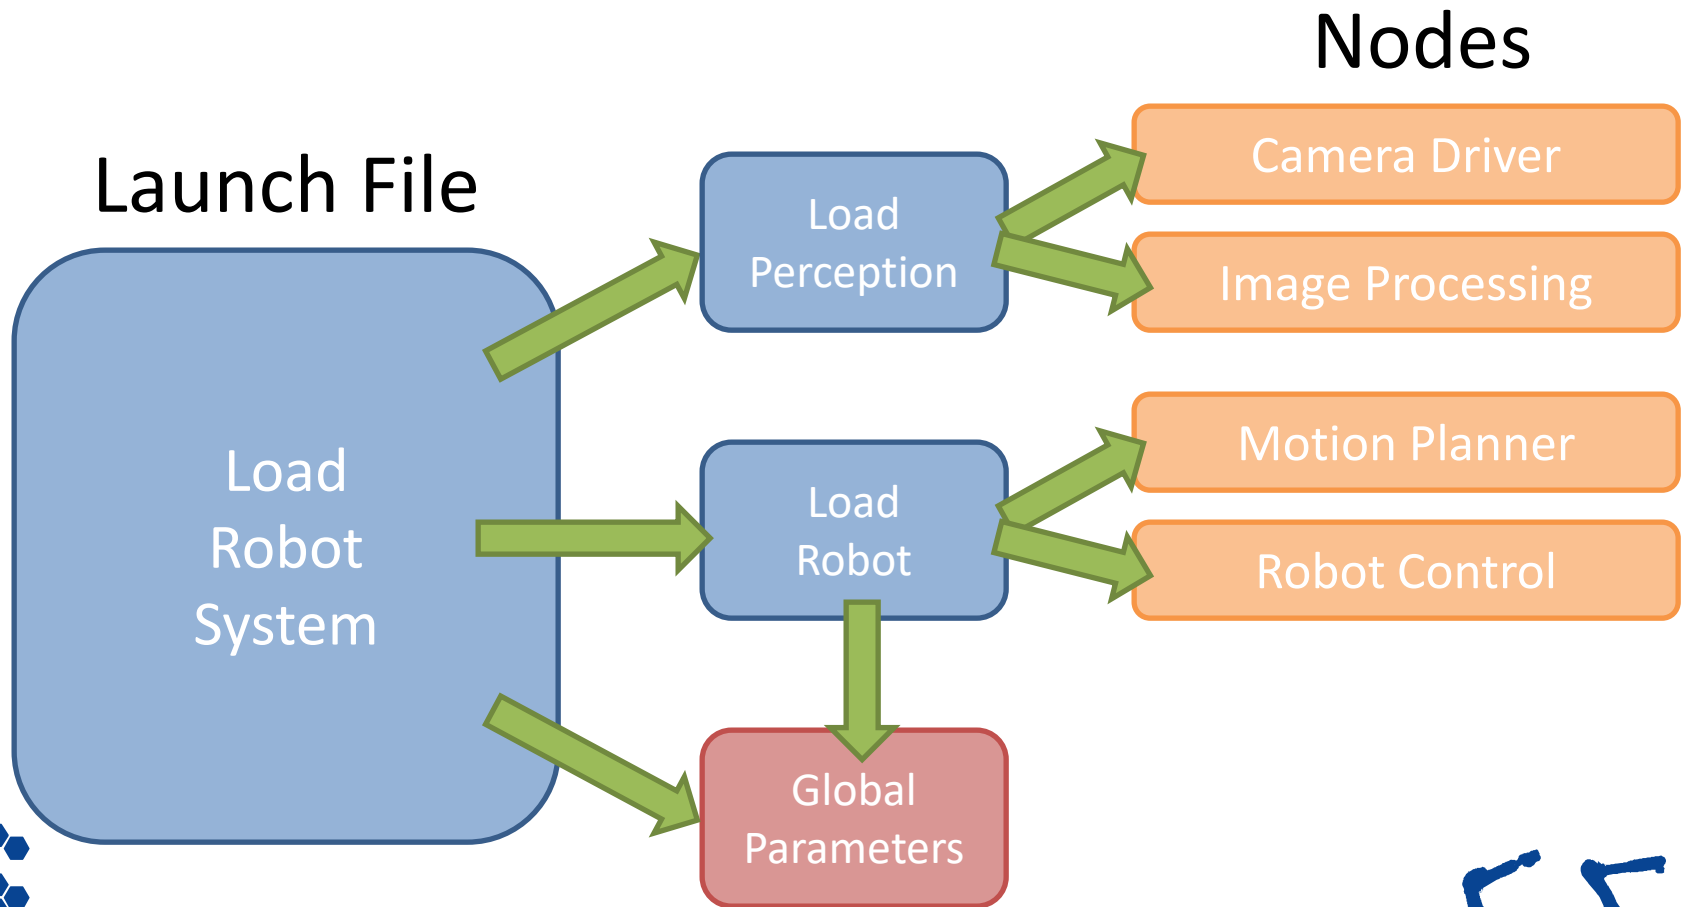 Nodes
Launch File
Load
Robot
System
Load
Perception
Load
Robot
Global
Parameters
Camera Driver
Image Processing
Motion Planner
Robot Control